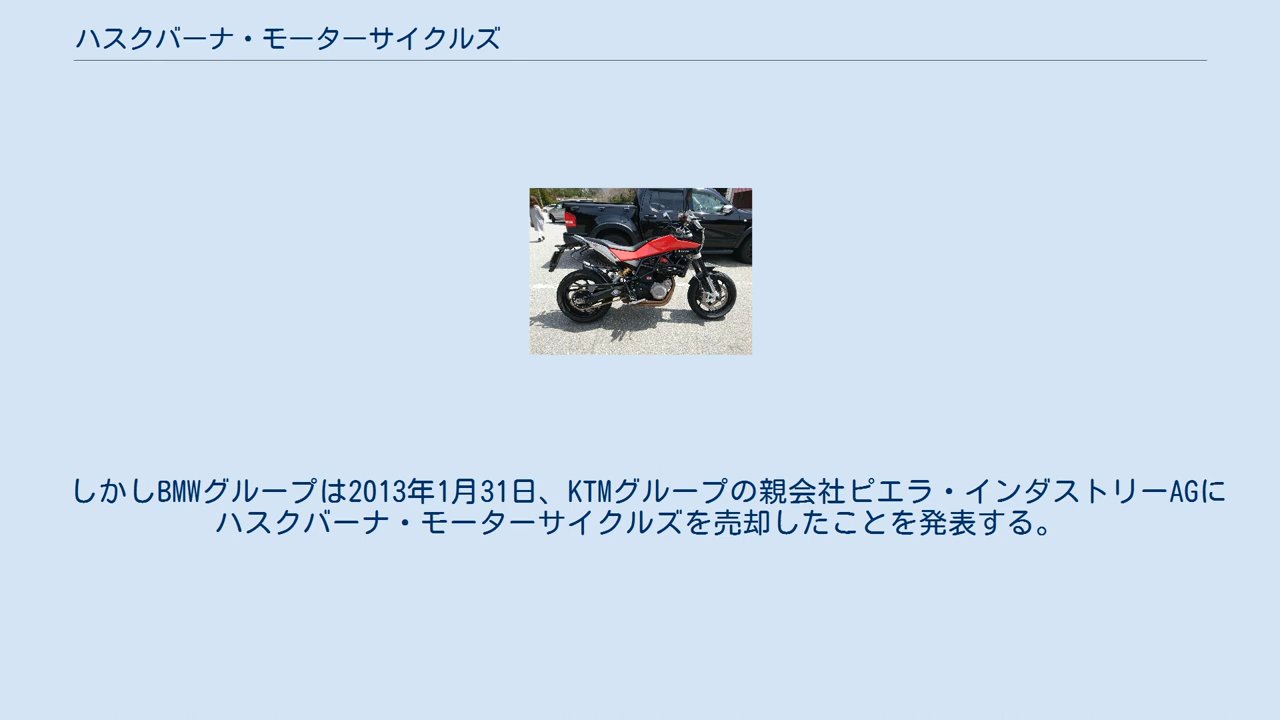 ハスクバーナ・モーターサイクルズ
しかしBMWグループは2013年1月31日、KTMグループの親会社ピエラ・インダストリーAGに
ハスクバーナ・モーターサイクルズを売却したことを発表する。